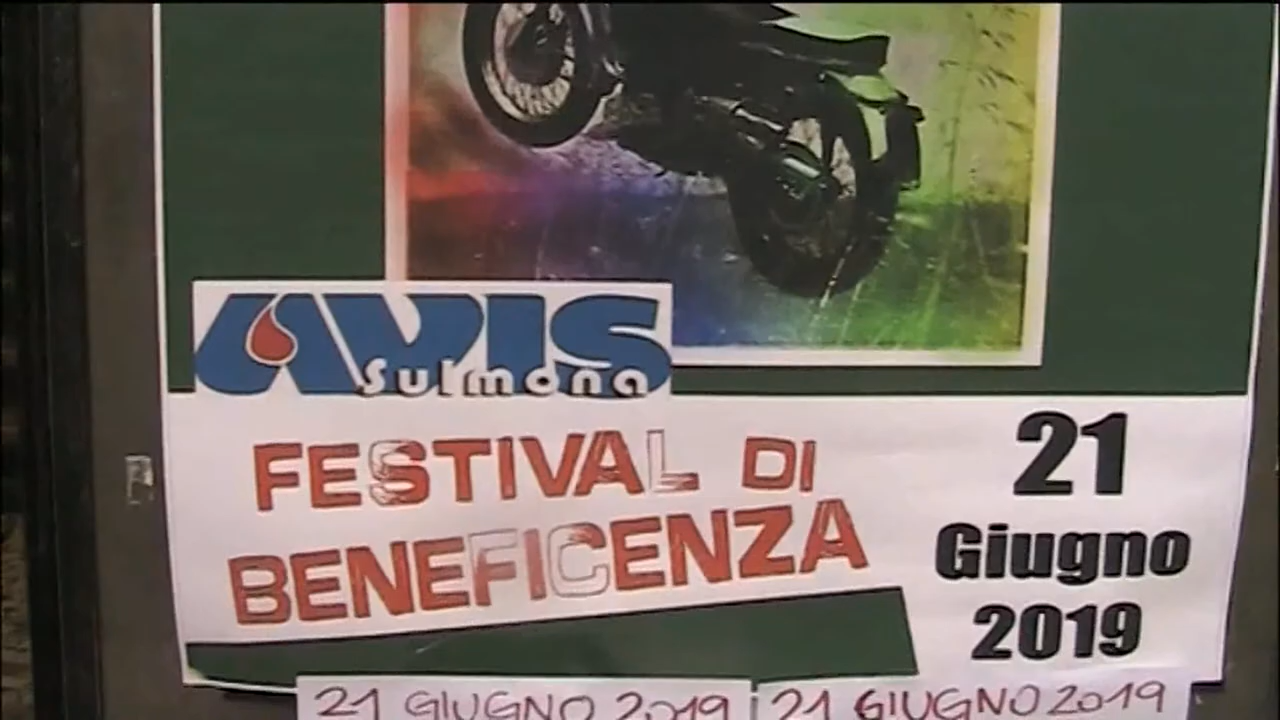 AVIS
Sulmona
FESTIVAL DI
BENEFICENZA
21
Giugno
2019
21 GIUGNO 2019
21 GIUGNO 2019